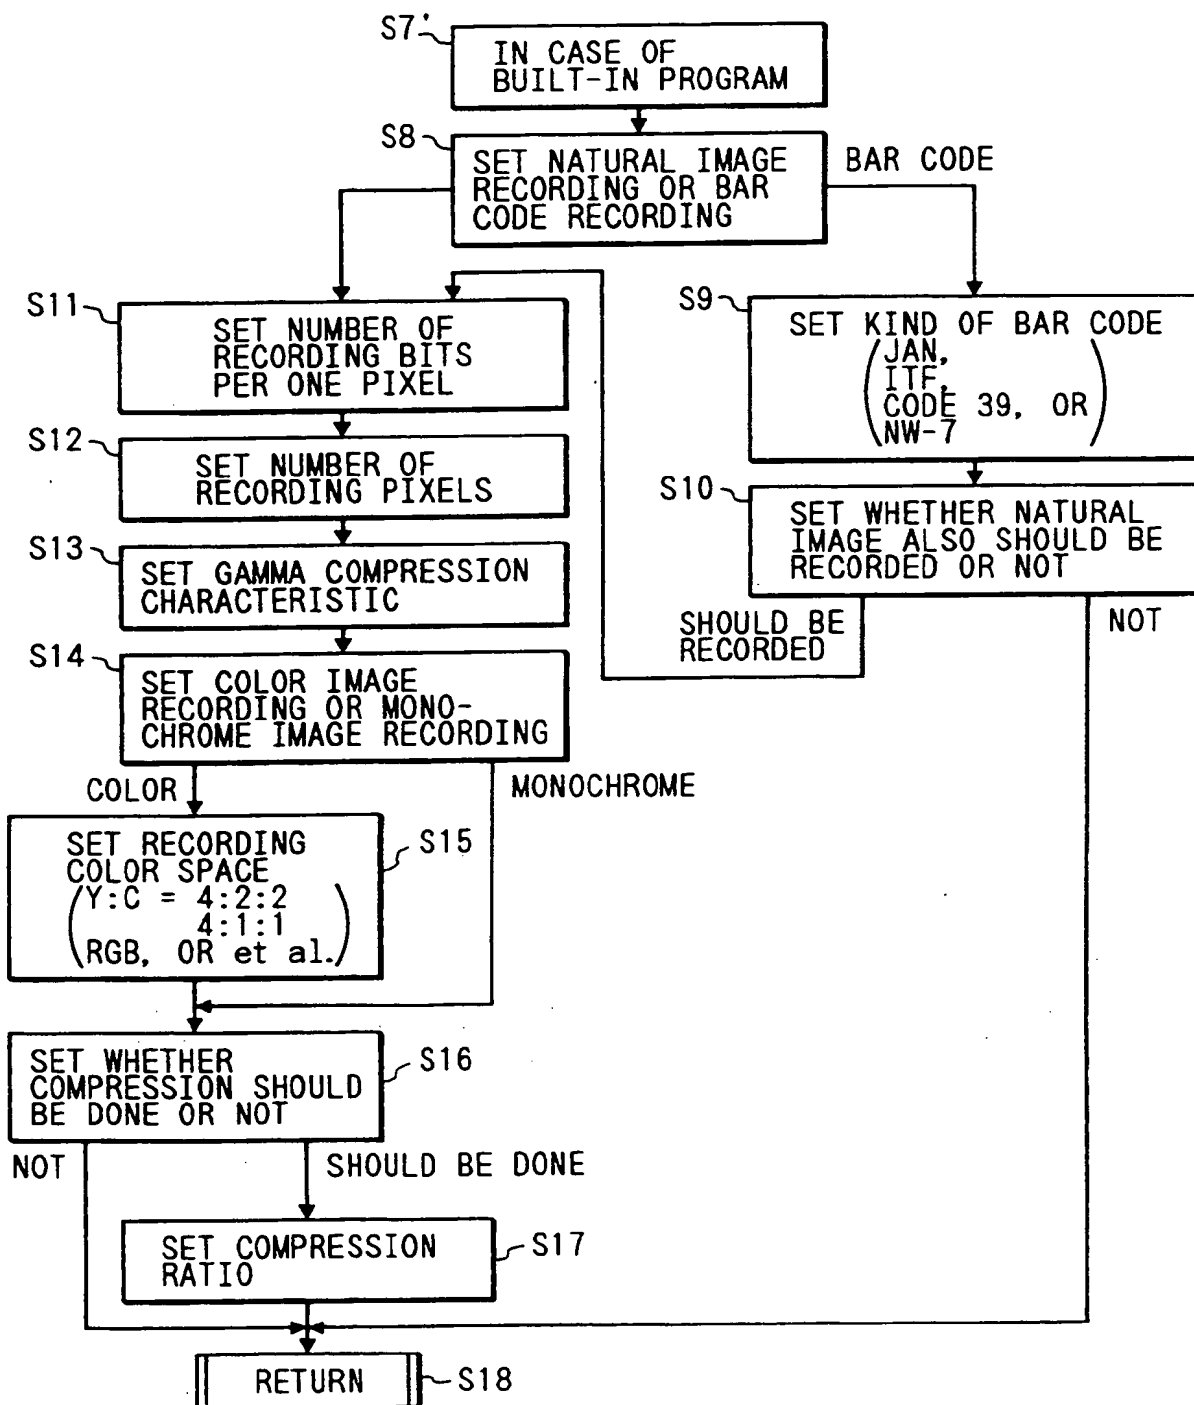 S7'
IN CASE OF
BUILT-IN PROGRAM
S8
SET NATURAL IMAGE
RECORDING OR BAR
CODE RECORDING
BAR CODE
S11
SET NUMBER OF
RECORDING BITS
PER ONE PIXEL
S9
SET KIND OF BAR CODE
(JAN,
ITF,
CODE 39, OR
NW-7)
S12
SET NUMBER OF
RECORDING PIXELS
S10
SET WHETHER NATURAL
IMAGE ALSO SHOULD BE
RECORDED OR NOT
SHOULD BE
RECORDED
NOT
S13
SET GAMMA COMPRESSION
CHARACTERISTIC
S14
SET COLOR IMAGE
RECORDING OR MONO-
CHROME IMAGE RECORDING
COLOR
MONOCHROME
S15
SET RECORDING
COLOR SPACE
(Y:C = 4:2:2
4:1:1
RGB, OR et al.)
S16
SET WHETHER
COMPRESSION SHOULD
BE DONE OR NOT
NOT
SHOULD BE DONE
S17
SET COMPRESSION
RATIO
RETURN
S18